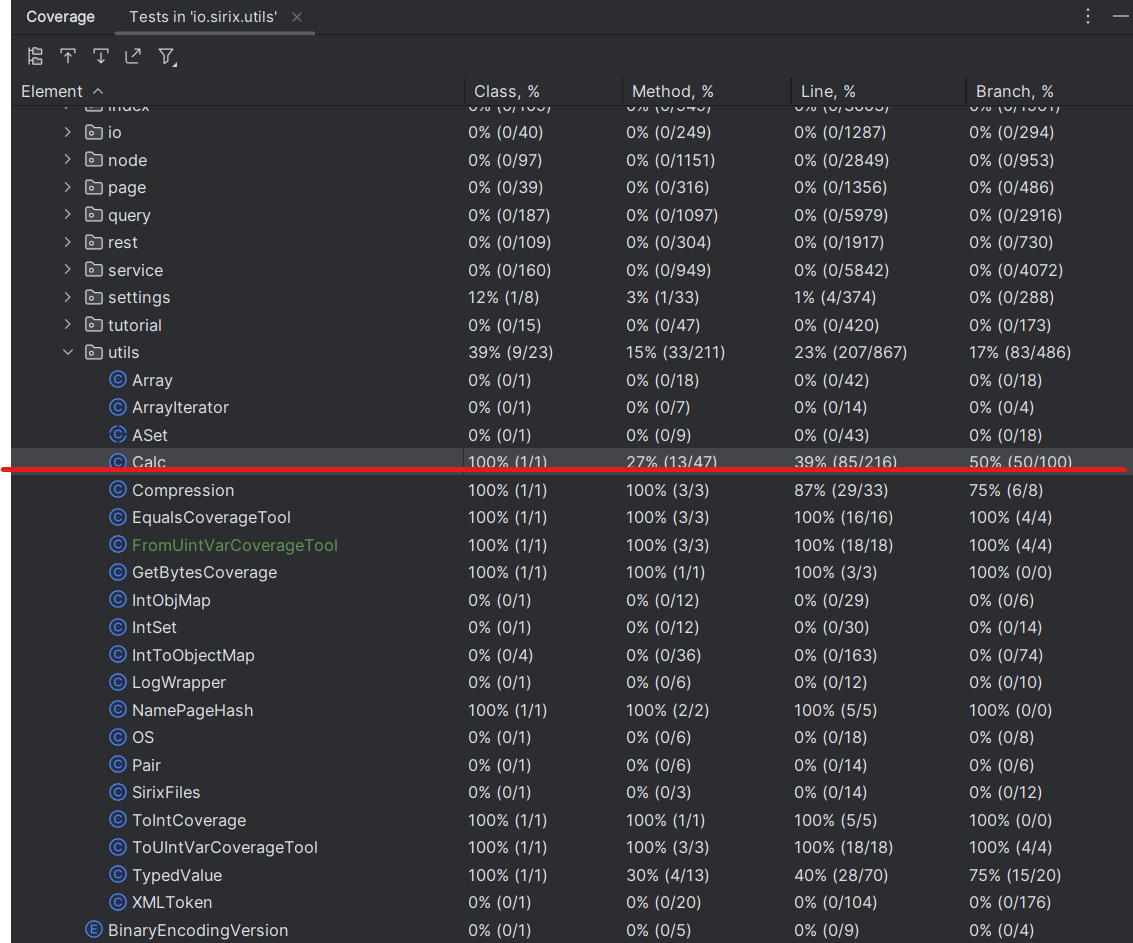 Coverage Tests in 'io.sirix.utils'
Element Class, % Method, % Line, % Branch, %
index 0% (0/169) 0% (0/943) 0% (0/3663)
io 0% (0/40) 0% (0/249) 0% (0/1287) 0% (0/294)
node 0% (0/97) 0% (0/1151) 0% (0/2849) 0% (0/953)
page 0% (0/39) 0% (0/316) 0% (0/1356) 0% (0/486)
query 0% (0/187) 0% (0/1097) 0% (0/5979) 0% (0/2916)
rest 0% (0/109) 0% (0/304) 0% (0/1917) 0% (0/730)
service 0% (0/160) 0% (0/949) 0% (0/5842) 0% (0/4072)
settings 12% (1/8) 3% (1/33) 1% (4/374) 0% (0/288)
tutorial 0% (0/15) 0% (0/47) 0% (0/420) 0% (0/173)
utils 39% (9/23) 15% (33/211) 23% (207/867) 17% (83/486)
Array 0% (0/1) 0% (0/18) 0% (0/42) 0% (0/18)
ArrayIterator 0% (0/1) 0% (0/7) 0% (0/14) 0% (0/4)
ASet 0% (0/1) 0% (0/9) 0% (0/43) 0% (0/18)
Calc 100% (1/1) 27% (13/47) 39% (85/216) 50% (50/100)
Compression 100% (1/1) 100% (3/3) 87% (29/33) 75% (6/8)
EqualsCoverageTool 100% (1/1) 100% (3/3) 100% (16/16) 100% (4/4)
FromUintVarCoverageTool 100% (1/1) 100% (3/3) 100% (18/18) 100% (4/4)
GetBytesCoverage 100% (1/1) 100% (1/1) 100% (3/3) 100% (0/0)
IntObjMap 0% (0/1) 0% (0/12) 0% (0/29) 0% (0/6)
IntSet 0% (0/1) 0% (0/12) 0% (0/30) 0% (0/14)
IntToObjectMap 0% (0/4) 0% (0/36) 0% (0/163) 0% (0/74)
LogWrapper 0% (0/1) 0% (0/6) 0% (0/12) 0% (0/10)
NamePageHash 100% (1/1) 100% (2/2) 100% (5/5) 100% (0/0)
OS 0% (0/1) 0% (0/6) 0% (0/18) 0% (0/8)
Pair 0% (0/1) 0% (0/6) 0% (0/14) 0% (0/6)
SirixFiles 0% (0/1) 0% (0/3) 0% (0/14) 0% (0/12)
ToIntCoverage 100% (1/1) 100% (1/1) 100% (5/5) 100% (0/0)
ToUIntVarCoverageTool 100% (1/1) 100% (3/3) 100% (18/18) 100% (4/4)
TypedValue 100% (1/1) 30% (4/13) 40% (28/70) 75% (15/20)
XMLToken 0% (0/1) 0% (0/20) 0% (0/104) 0% (0/176)
BinaryEncodingVersion 0% (0/1) 0% (0/5) 0% (0/9) 0% (0/4)